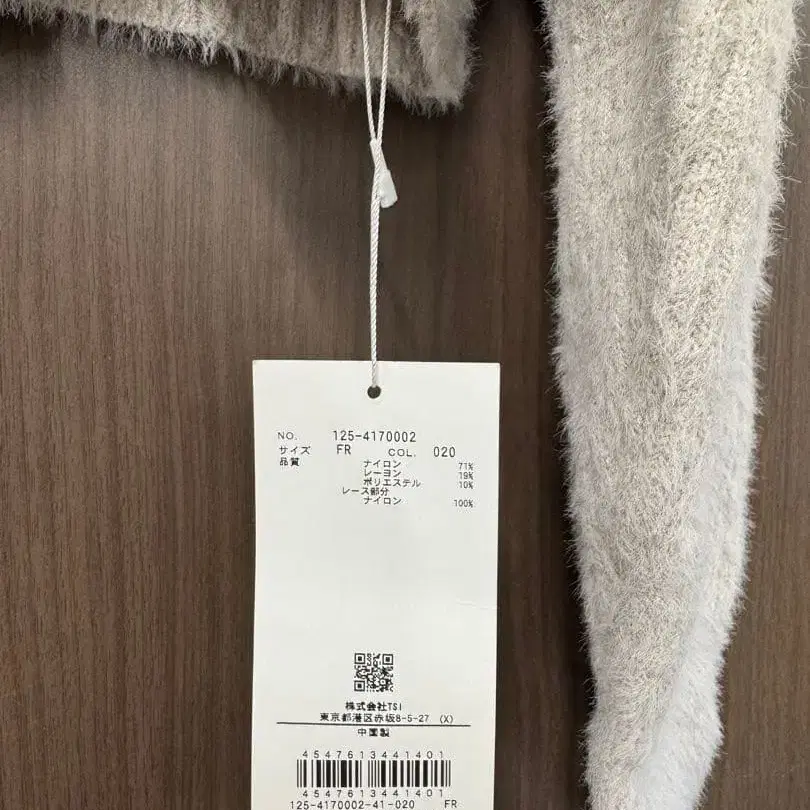 NO. 125-4170002
サイズ FR COL. 020
品質 ナイロン 71%
レーヨン 19%
ポリエステル 10%
レース部分
ナイロン 100%
株式会社TSI
東京都港区赤坂8-5-27 (X)
中国製
4547613441401
4547613441401
125-4170002-41-020 FR